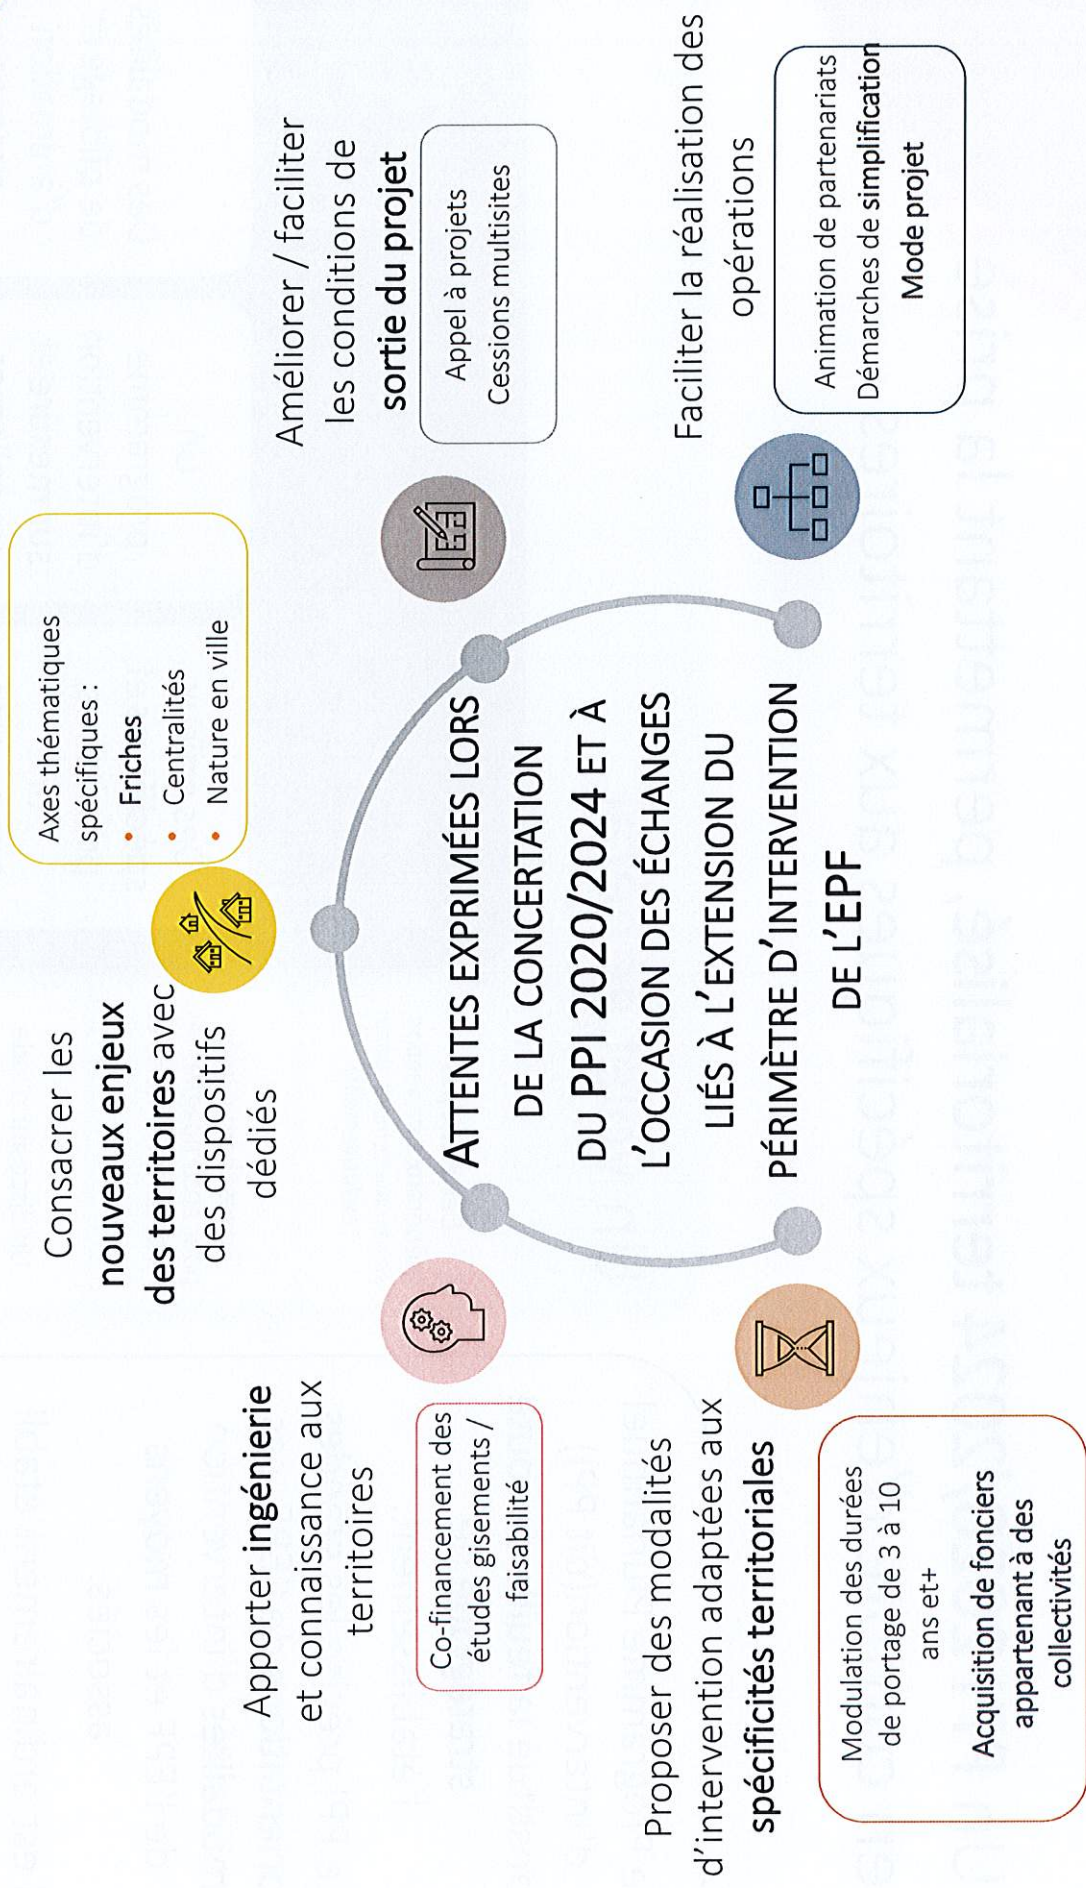 Consacrer les
nouveaux enjeux
des territoires avec
des dispositifs
dédiés
Axes thématiques
spécifiques :
• Friches
• Centralités
• Nature en ville
Apporter ingénierie
et connaissance aux
territoires
Co-financement des
études gisements /
faisabilité
Améliorer / faciliter
les conditions de
sortie du projet
Appel à projets
Cessions multisites
ATTENTES EXPRIMÉES LORS
DE LA CONCERTATION
DU PPI 2020/2024 ET À
L'OCCASION DES ÉCHANGES
LIÉS À L'EXTENSION DU
PÉRIMÈTRE D'INTERVENTION
DE L'EPF
Proposer des modalités
d'intervention adaptées aux
spécificités territoriales
Modulation des durées
de portage de 3 à 10
ans et+
Acquisition de fonciers
appartenant à des
collectivités
Faciliter la réalisation des
opérations
Animation de partenariats
Démarches de simplification
Mode projet